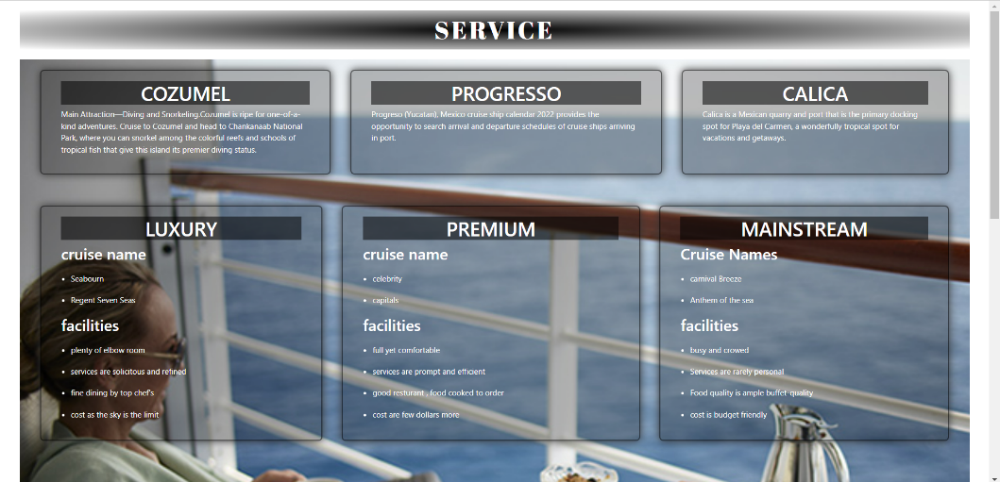 SERVICE
COZUMEL
Main Attraction—Diving and Snorkeling.Cozumel is ripe for one-of-a-
kind adventures. Cruise to Cozumel and head to Chankanaab National
Park, where you can snorkel among the colorful reefs and schools of
tropical fish that give this island its premier diving status.
PROGRESSO
Progreso (Yucatan), Mexico cruise ship calendar 2022 provides the
opportunity to search arrival and departure schedules of cruise ships arriving
in port.
CALICA
Calica is a Mexican quarry and port that is the primary docking
spot for Playa del Carmen, a wonderfully tropical spot for
vacations and getaways.
LUXURY
cruise name
• Seabourn
• Regent Seven Seas
facilities
• plenty of elbow room
• services are solicitous and refined
• fine dining by top chef's
• cost as the sky is the limit
PREMIUM
cruise name
• celebrity
• capitals
facilities
• full yet comfortable
• services are prompt and efficient
• good resturant , food cooked to order
• cost are few dollars more
MAINSTREAM
Cruise Names
• carnival Breeze
• Anthem of the sea
facilities
• busy and crowed
• Services are rarely personal
• Food quality is ample buffet-quality
• cost is budget friendly